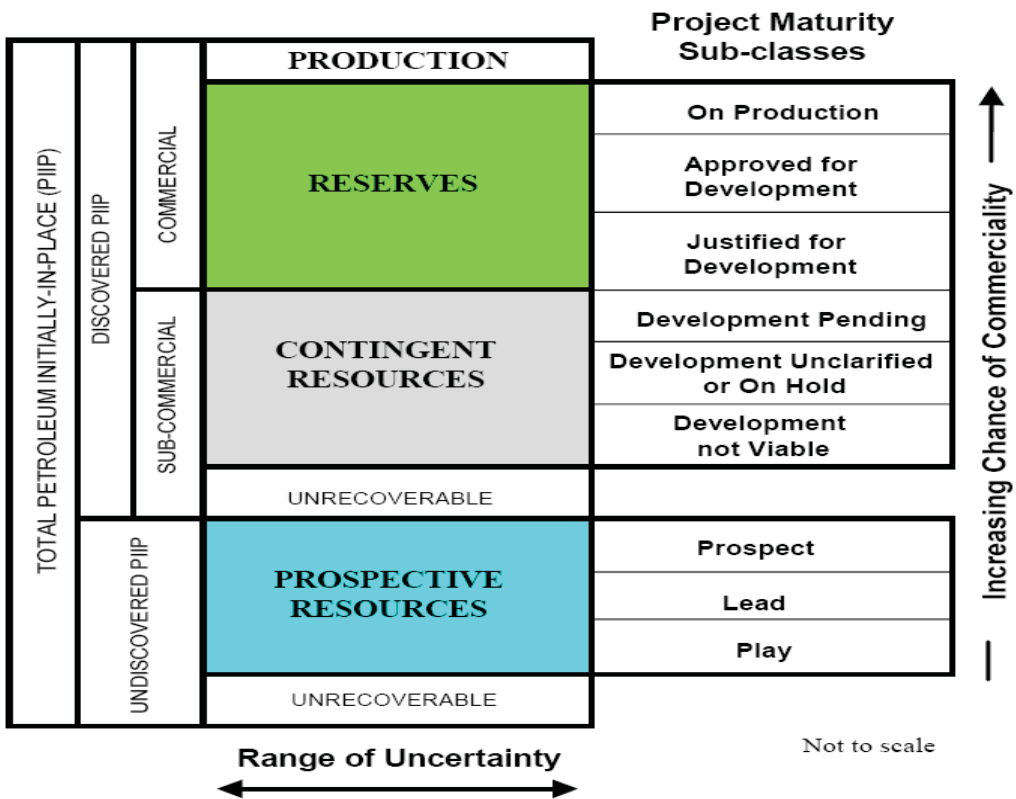 Project Maturity
Sub-classes
PRODUCTION
On Production
RESERVES
Approved for
Development
Justified for
Development
CONTINGENT
RESOURCES
Development Pending
Development Unclarified
or On Hold
Development
not Viable
UNRECOVERABLE
PROSPECTIVE
RESOURCES
Prospect
Lead
Play
UNRECOVERABLE
TOTAL PETROLEUM INITIALLY-IN-PLACE (PIIP)
DISCOVERED PIIP
COMMERCIAL
SUB-COMMERCIAL
UNDISCOVERED PIIP
Increasing Chance of Commerciality
Range of Uncertainty
Not to scale